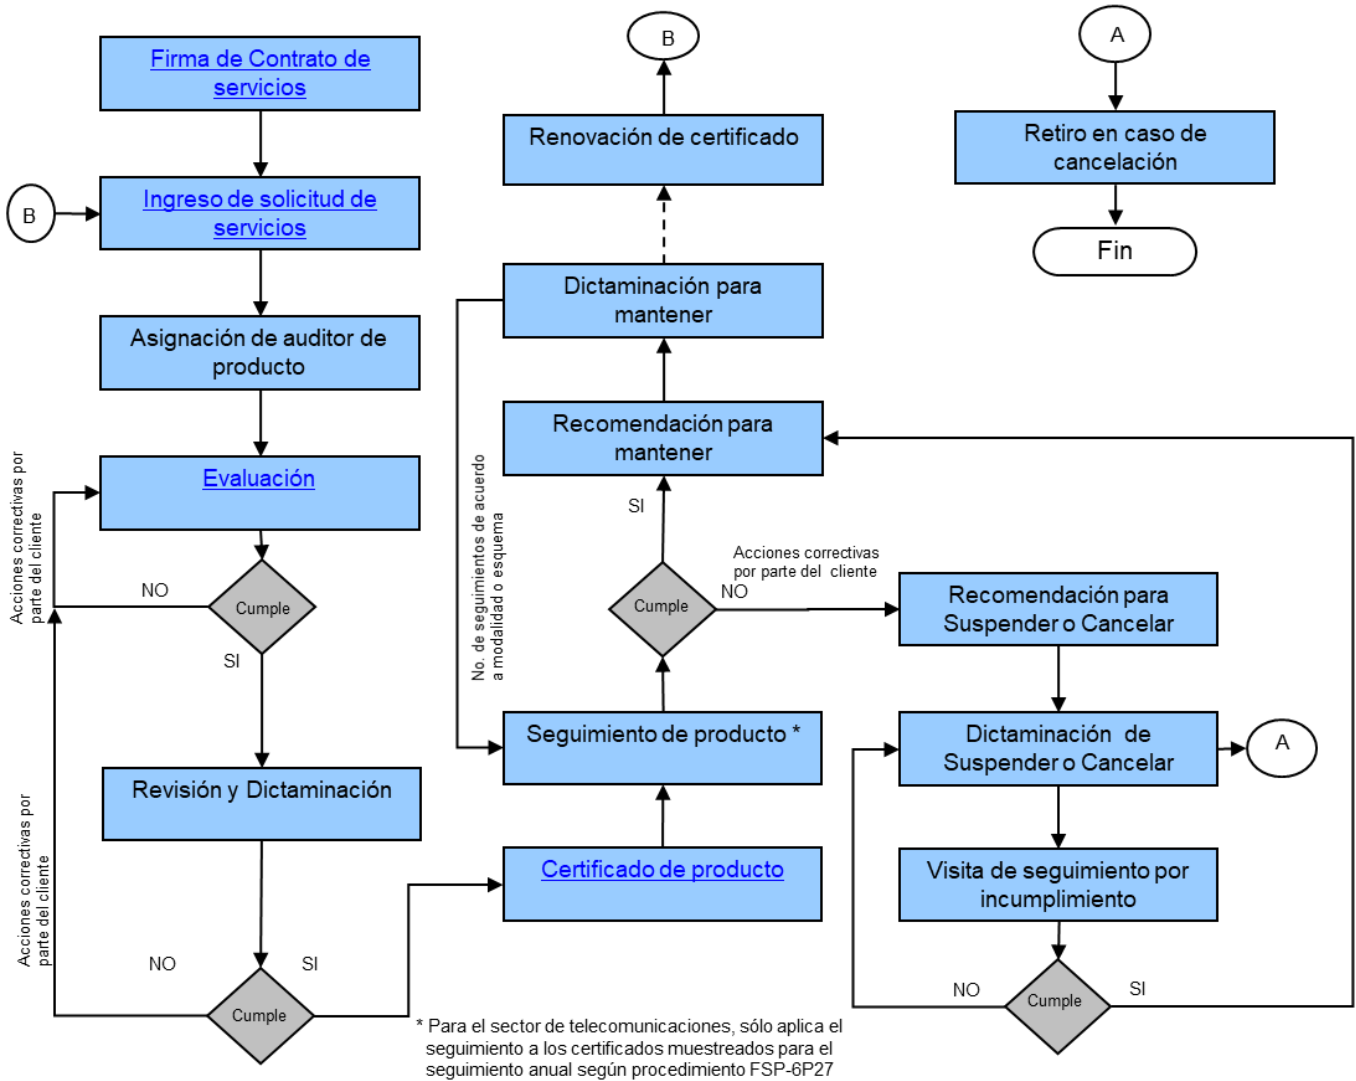 Firma de Contrato de
servicios
B
Ingreso de solicitud de
servicios
Asignación de auditor de
producto
Evaluación
Acciones correctivas por
parte del cliente
NO
Cumple
SI
Revisión y Dictaminación
Acciones correctivas por
parte del cliente
NO
SI
Cumple
B
Renovación de certificado
Dictaminación para
mantener
Recomendación para
mantener
No. de seguimientos de acuerdo
a modalidad o esquema
SI
Cumple
NO
Acciones correctivas
por parte del cliente
Seguimiento de producto *
Certificado de producto
* Para el sector de telecomunicaciones, sólo aplica el
seguimiento a los certificados muestreados para el
seguimiento anual según procedimiento FSP-6P27
A
Retiro en caso de
cancelación
Fin
Recomendación para
Suspender o Cancelar
Dictaminación de
Suspender o Cancelar
A
Visita de seguimiento por
incumplimiento
NO
Cumple
SI